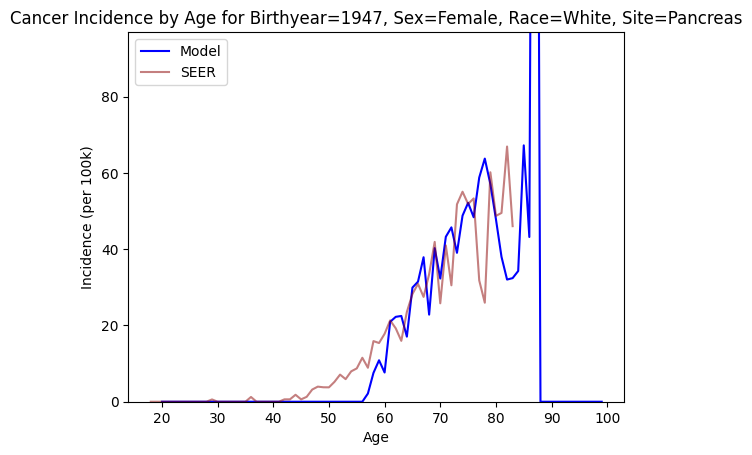 Cancer Incidence by Age for Birthyear=1947, Sex=Female, Race=White, Site=Pancreas
Model
SEER
80
60
40
20
0
Incidence (per 100k)
20 30 40 50 60 70 80 90 100
Age